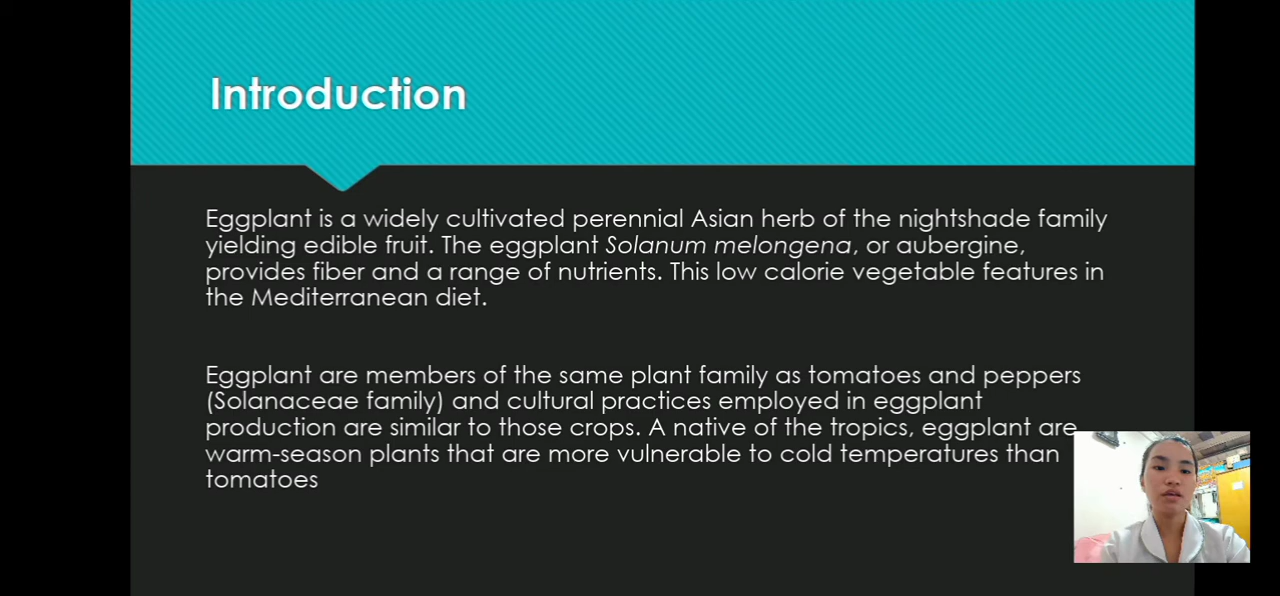 Introduction
Eggplant is a widely cultivated perennial Asian herb of the nightshade family
yielding edible fruit. The eggplant Solanum melongena, or aubergine,
provides fiber and a range of nutrients. This low calorie vegetable features in
the Mediterranean diet.
Eggplant are members of the same plant family as tomatoes and peppers
(Solanaceae family) and cultural practices employed in eggplant
production are similar to those crops. A native of the tropics, eggplant are
warm-season plants that are more vulnerable to cold temperatures than
tomatoes